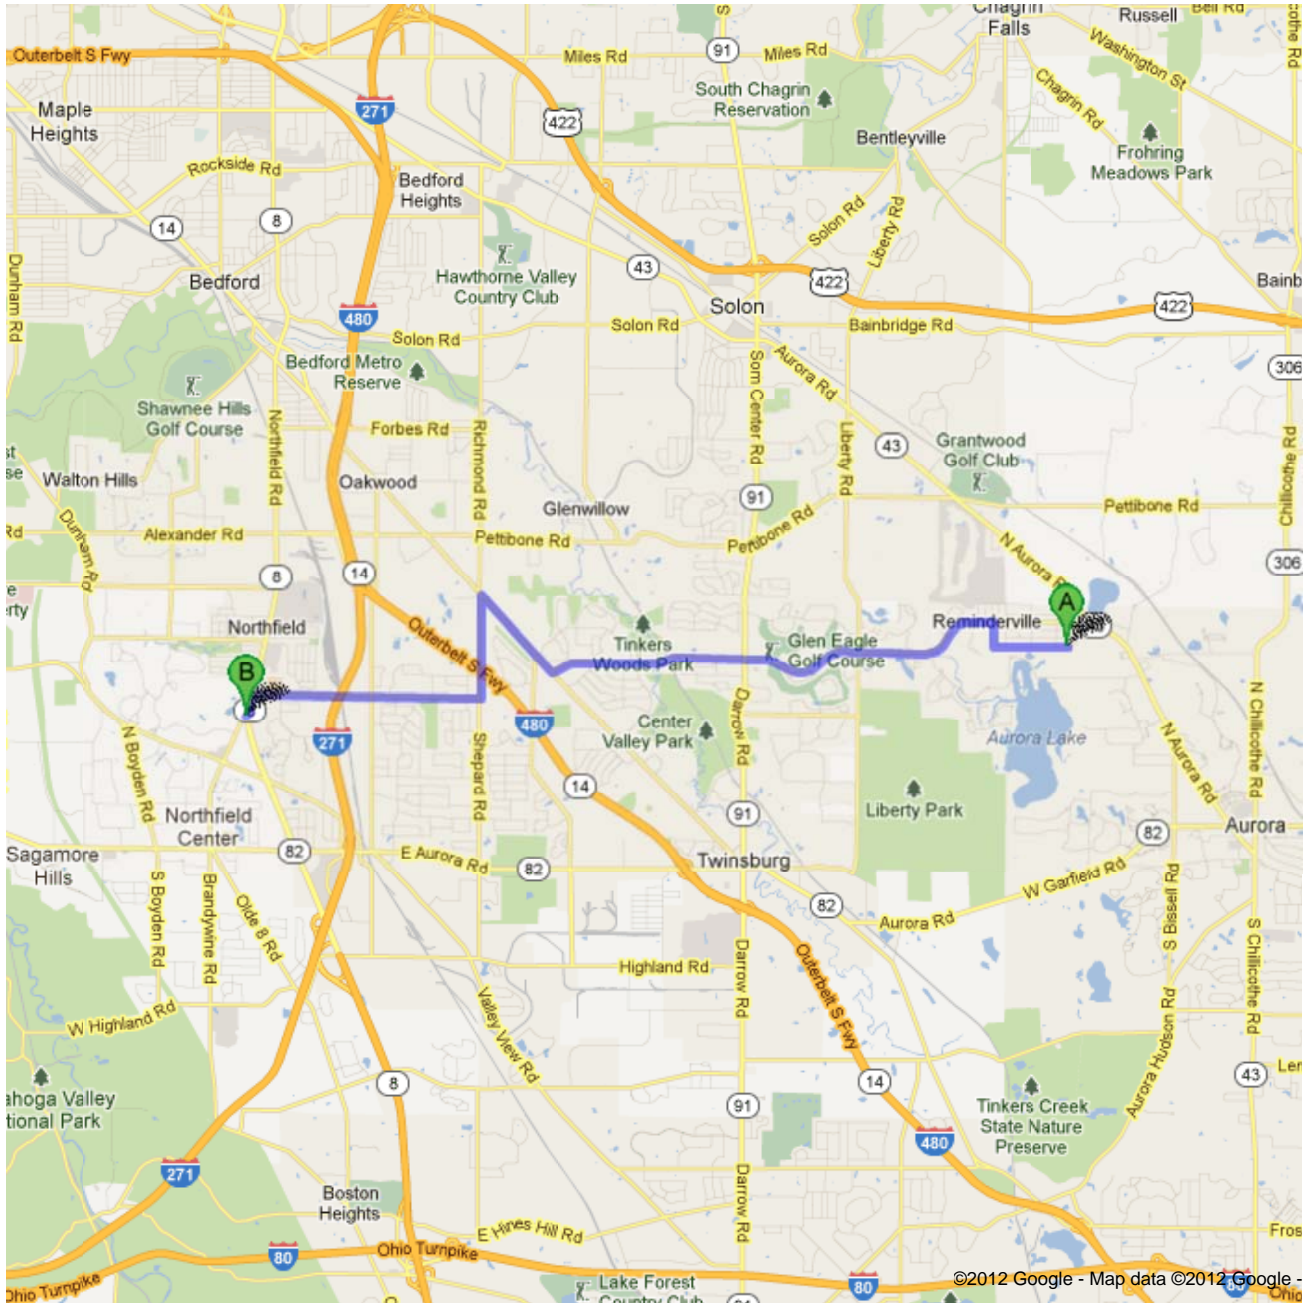 Chagrin
Falls
Russell
Bell Rd
Outerbelt S Fwy
Miles Rd
91
Miles Rd
Washington St
South Chagrin
Reservation
Chagrin Rd
Maple
Heights
271
422
Bentleyville
Frohring
Meadows Park
Rockside Rd
Bedford
Heights
14
8
Solon Rd
Liberty Rd
Dunham Rd
Hawthorne Valley
Country Club
43
Bedford
422
Bainb
Solon
422
480
Solon Rd
Solon Rd
Bainbridge Rd
Bedford Metro
Reserve
Som Center Rd
Aurora Rd
306
Shawnee Hills
Golf Course
Northfield Rd
Forbes Rd
Richmond Rd
Liberty Rd
43
Grantwood
Golf Club
Chillicothe Rd
Walton Hills
Oakwood
91
Glenwillow
Pettibone Rd
Dunham Rd
Alexander Rd
Pettibone Rd
Pettibone Rd
N Aurora Rd
306
8
14
A
Northfield
Outerbelt S Fwy
Tinkers
Woods Park
Glen Eagle
Golf Course
Reminderville
B
Darrow Rd
N Chillicothe Rd
480
Center
Valley Park
Aurora Lake
271
N Boyden Rd
Shepard Rd
N Aurora Rd
14
Liberty Park
Northfield
Center
91
82
Aurora
Sagamore
Hills
82
E Aurora Rd
82
Twinsburg
W Garfield Rd
S Boyden Rd
Brandywine Rd
Olde 8 Rd
82
Aurora Rd
S Bissell Rd
S Chillicothe Rd
Highland Rd
Darrow Rd
Outerbelt S Fwy
W Highland Rd
Valley View Rd
Aurora Hudson Rd
8
14
43
ahoga Valley
tional Park
91
Tinkers Creek
State Nature
Preserve
480
271
Darrow Rd
Boston
Heights
E Hines Hill Rd
Fros
80
Ohio Turnpike
Ohio Turnpike
Lake Forest
Country Club
80
80
©2012 Google - Map data ©2012 Google -